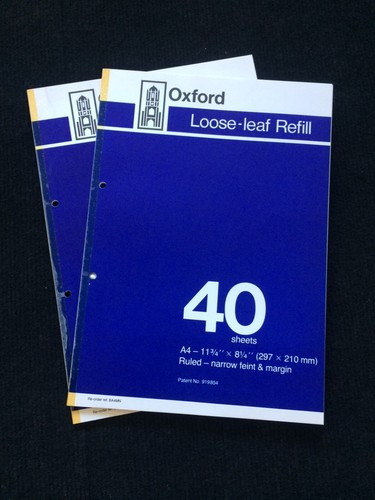 Oxford
Loose-leaf Refill
40
sheets
A4 – 11¾" × 8¼" (297 × 210 mm)
Ruled – narrow feint & margin
Patent No. 919854